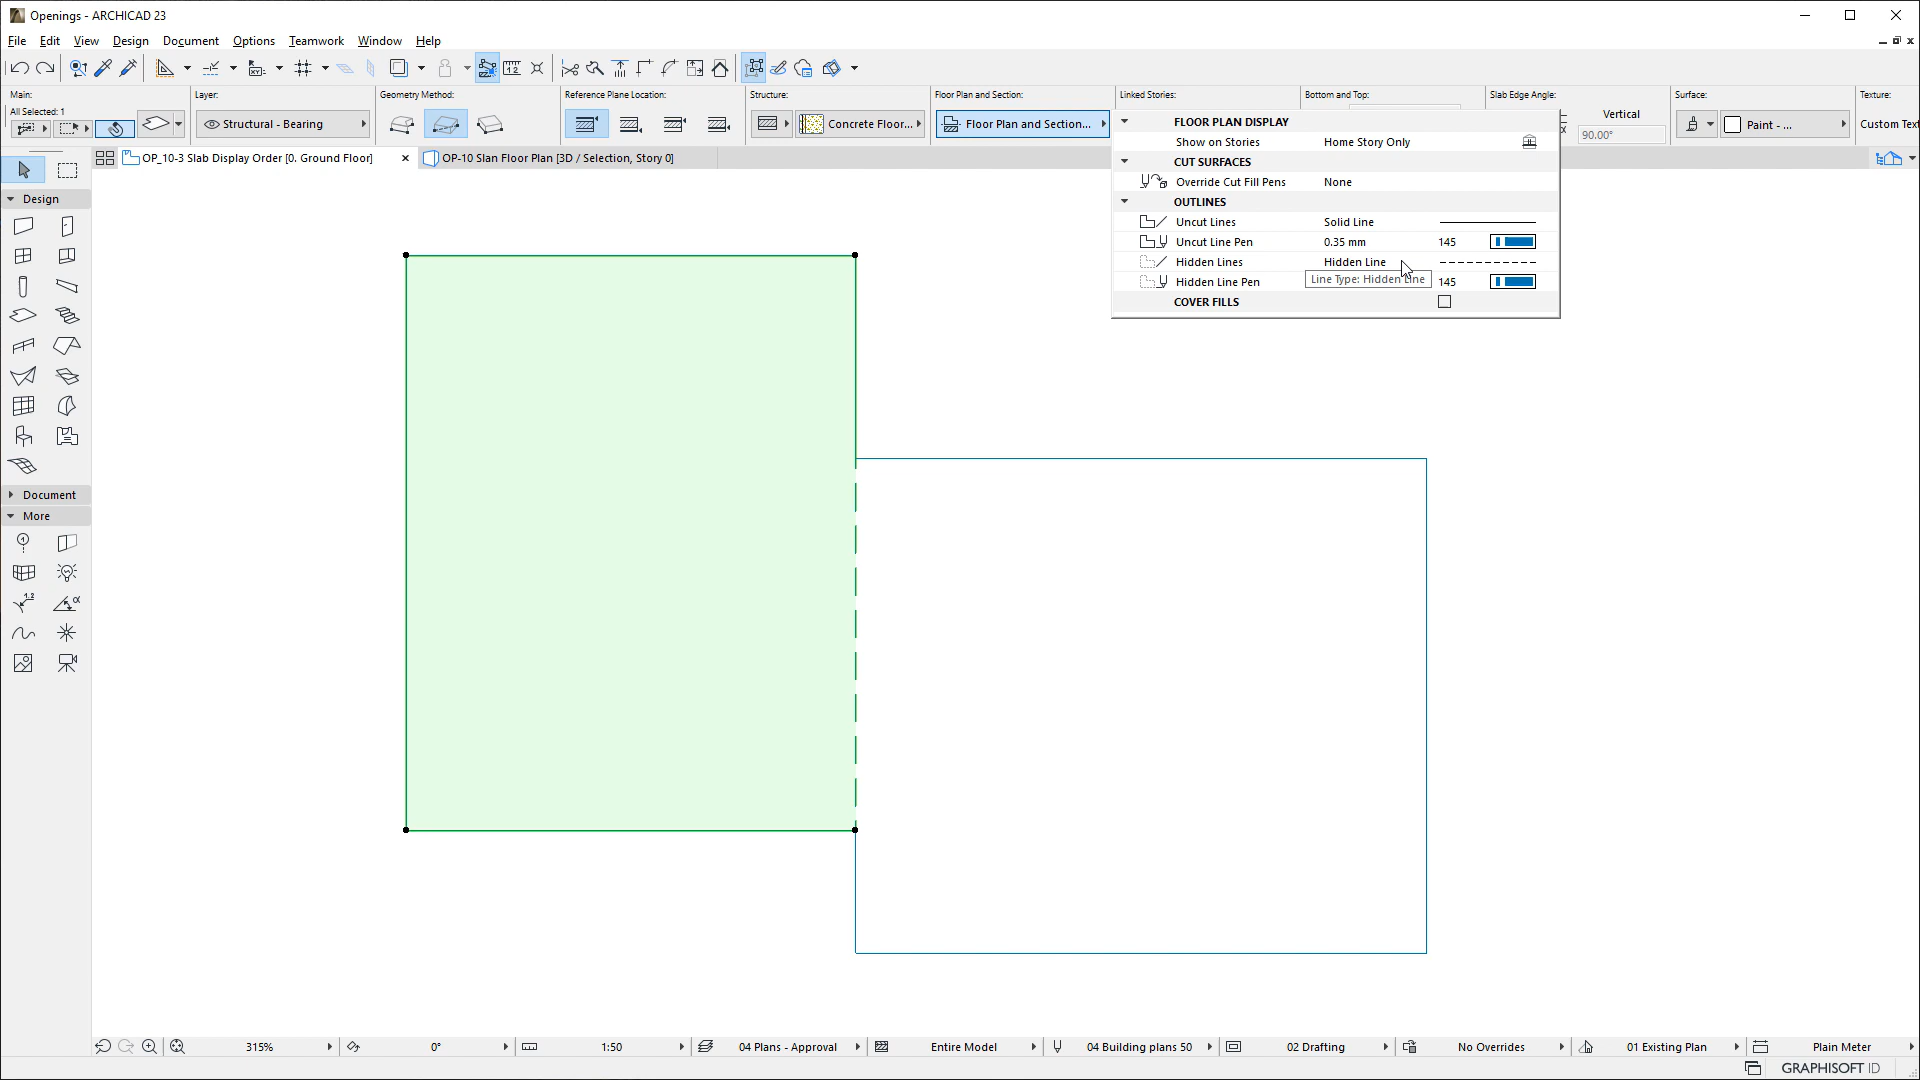 Openings - ARCHICAD 23
File Edit View Design Document Options Teamwork Window Help
Main: Layer: Geometry Method: Reference Plane Location: Structure: Floor Plan and Section: Linked Stories: Bottom and Top: Slab Edge Angle: Surface: Texture:
All Selected: 1
Structural - Bearing
Concrete Floor...
Floor Plan and Section...
Vertical
90.00°
Paint - ...
Custom Text
OP_10-3 Slab Display Order [0. Ground Floor]
OP-10 Slan Floor Plan [3D / Selection, Story 0]
FLOOR PLAN DISPLAY
Show on Stories Home Story Only
CUT SURFACES
Override Cut Fill Pens None
OUTLINES
Uncut Lines Solid Line
Uncut Line Pen 0.35 mm 145
Hidden Lines Hidden Line
Line Type: Hidden Line
Hidden Line Pen 145
COVER FILLS
Design
Document
More
315% 0° 1:50 04 Plans - Approval Entire Model 04 Building plans 50 02 Drafting No Overrides 01 Existing Plan Plain Meter
GRAPHISOFT ID